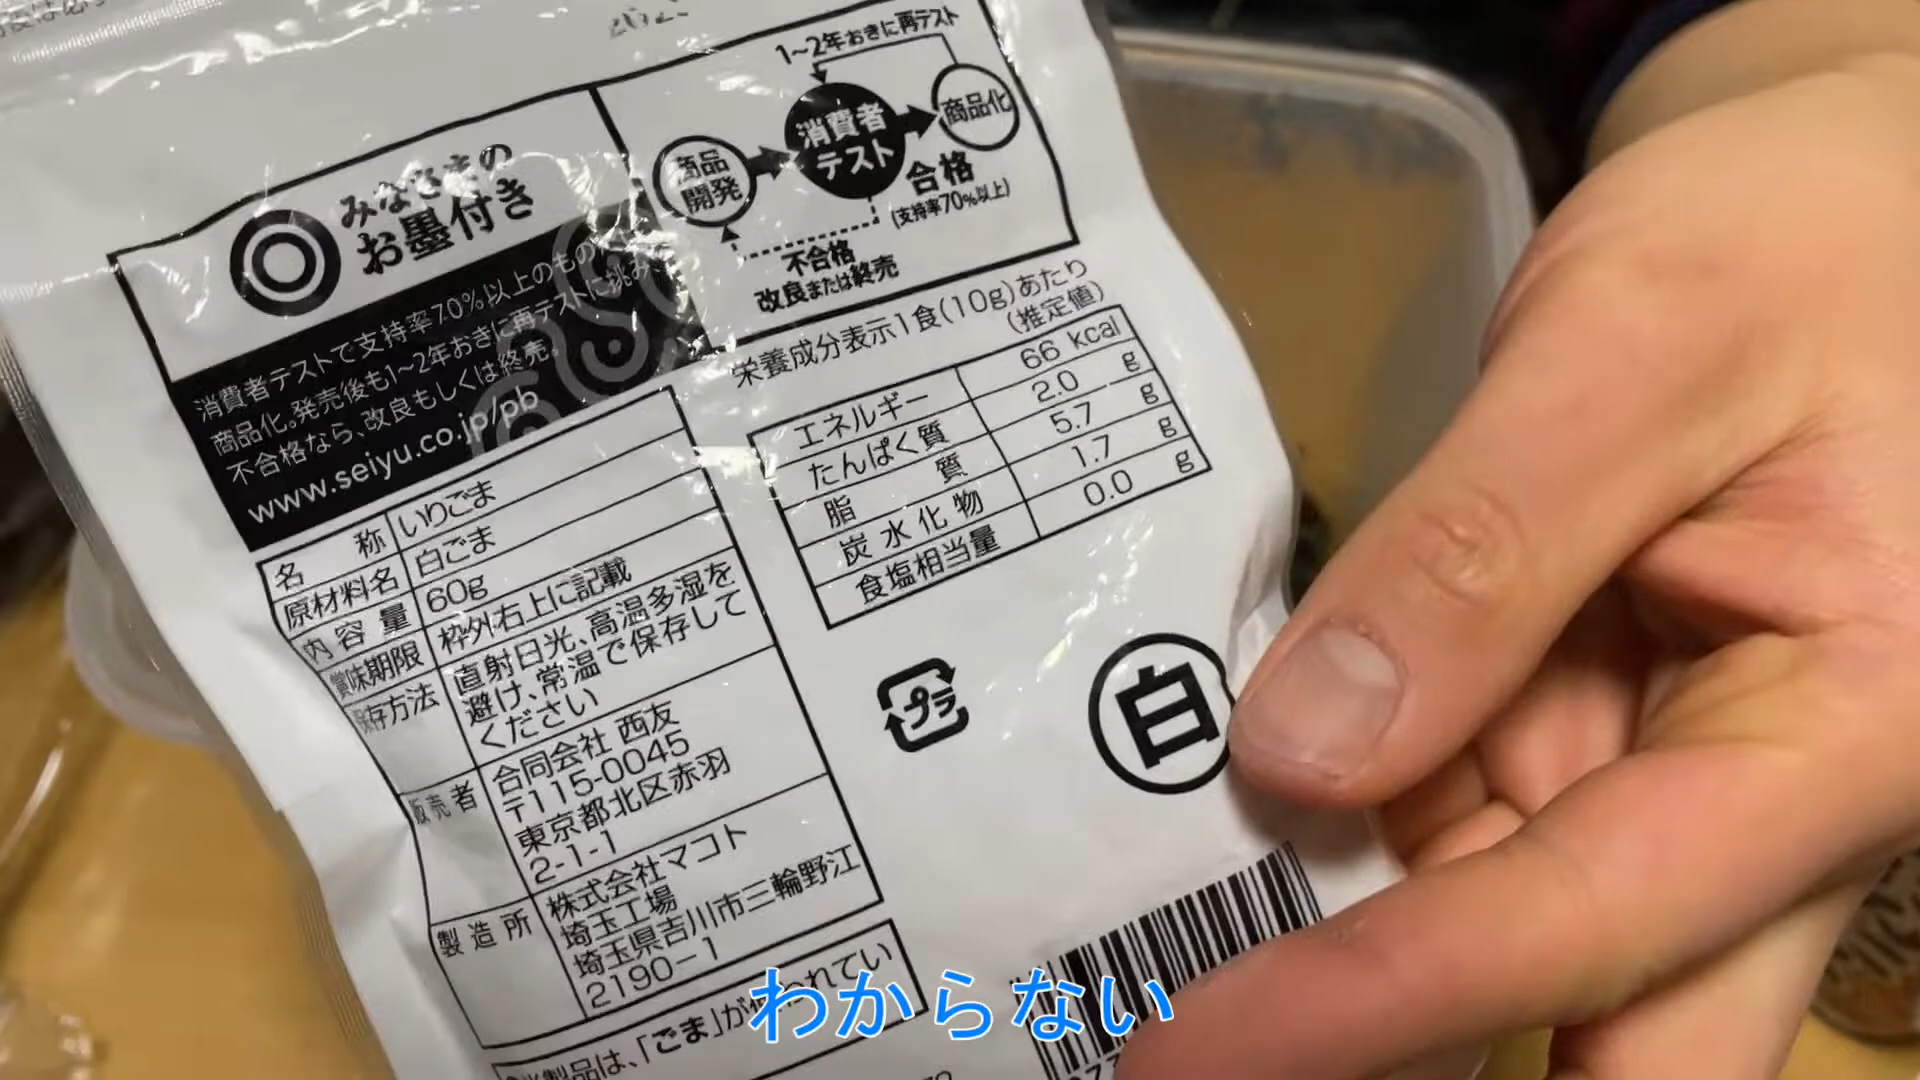 1〜2年おきに再テスト
商品開発
消費者テスト
商品化
合格
(支持率70%以上)
不合格
改良または終売
みなさまの
お墨付き
消費者テストで支持率70%以上のもの
商品化。発売後も1〜2年おきに再テストに挑み、
不合格なら、改良もしくは終売。
www.seiyu.co.jp/pb
名称 いりごま
原材料名 白ごま
内容量 60g
賞味期限 枠外右上に記載
保存方法 直射日光、高温多湿を
避け、常温で保存して
ください
販売者 合同会社 西友
〒115-0045
東京都北区赤羽
2-1-1
製造所 株式会社マコト
埼玉工場
埼玉県吉川市三輪野江
2190-1
栄養成分表示1食(10g)あたり
(推定値)
エネルギー 66 kcal
たんぱく質 2.0 g
脂質 5.7 g
炭水化物 1.7 g
食塩相当量 0.0 g
プラ
白
製品は、「ごま」が使われてい
わからない